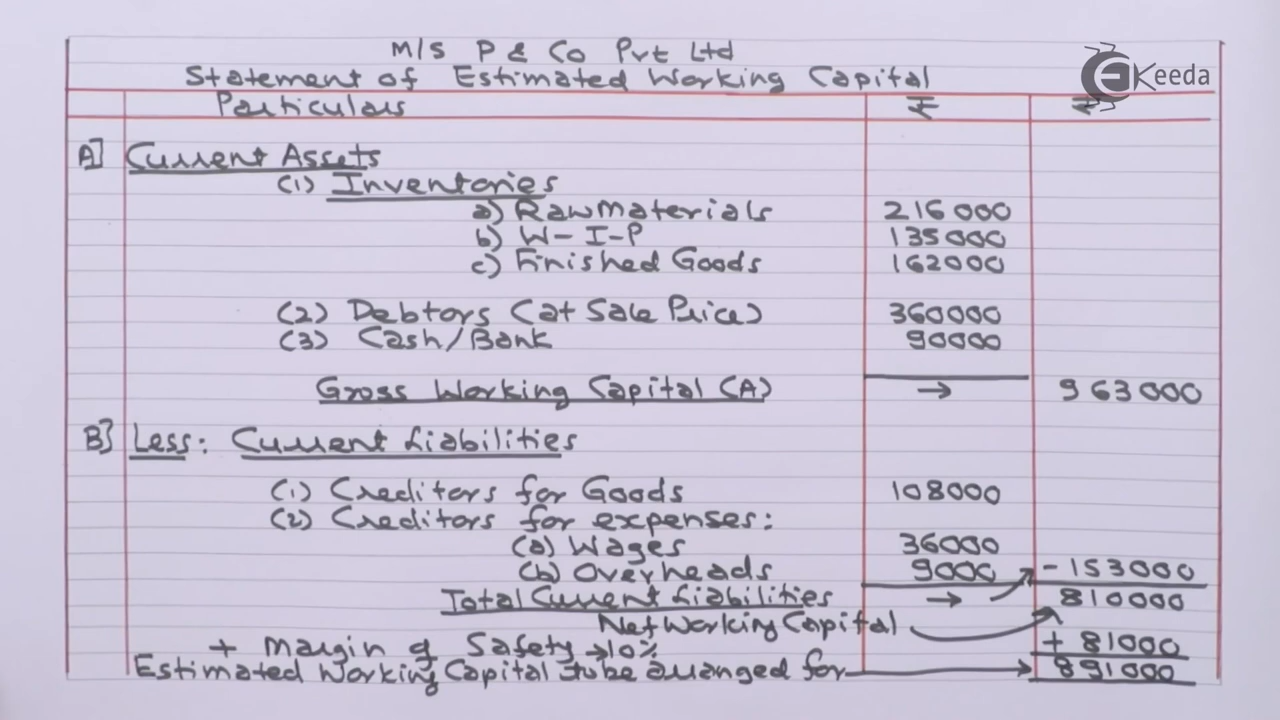 M/S P & Co Pvt Ltd
Statement of Estimated Working Capital
Keeda
Particulars ₹ ₹
A] Current Assets
(1) Inventories
a) Raw Materials 216000
b) W-I-P 135000
c) Finished Goods 162000
(2) Debtors (at Sale Price) 360000
(3) Cash/Bank 90000
Gross Working Capital (A) → 963000
B] Less: Current Liabilities
(1) Creditors for Goods 108000
(2) Creditors for expenses:
(a) Wages 36000
(b) Overheads 9000 - 153000
Total Current Liabilities → 810000
Net Working Capital
+ Margin of Safety → 10% + 81000
Estimated Working Capital to be arranged for 891000